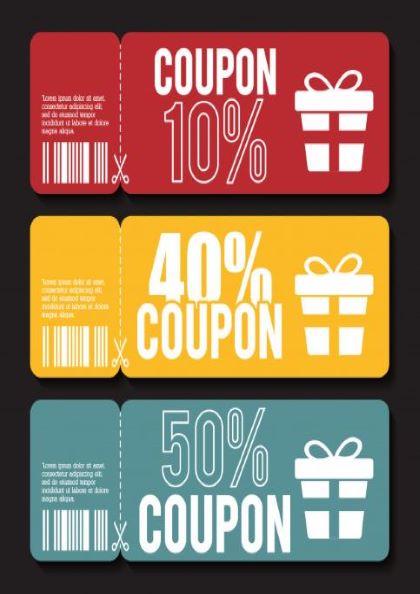 COUPON
10%
Lorem ipsum dolor sit amet,
consectetur adipiscing elit,
sed do eiusmod tempor
incididunt ut labore et dolore
magna aliqua.
40%
COUPON
Lorem ipsum dolor sit amet,
consectetur adipiscing elit,
sed do eiusmod tempor
incididunt ut labore et dolore
magna aliqua.
50%
COUPON
Lorem ipsum dolor sit amet,
consectetur adipiscing elit,
sed do eiusmod tempor
incididunt ut labore et dolore
magna aliqua.